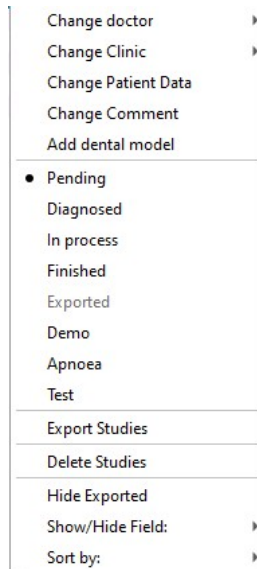 Change doctor
Change Clinic
Change Patient Data
Change Comment
Add dental model
Pending
Diagnosed
In process
Finished
Exported
Demo
Apnoea
Test
Export Studies
Delete Studies
Hide Exported
Show/Hide Field:
Sort by: